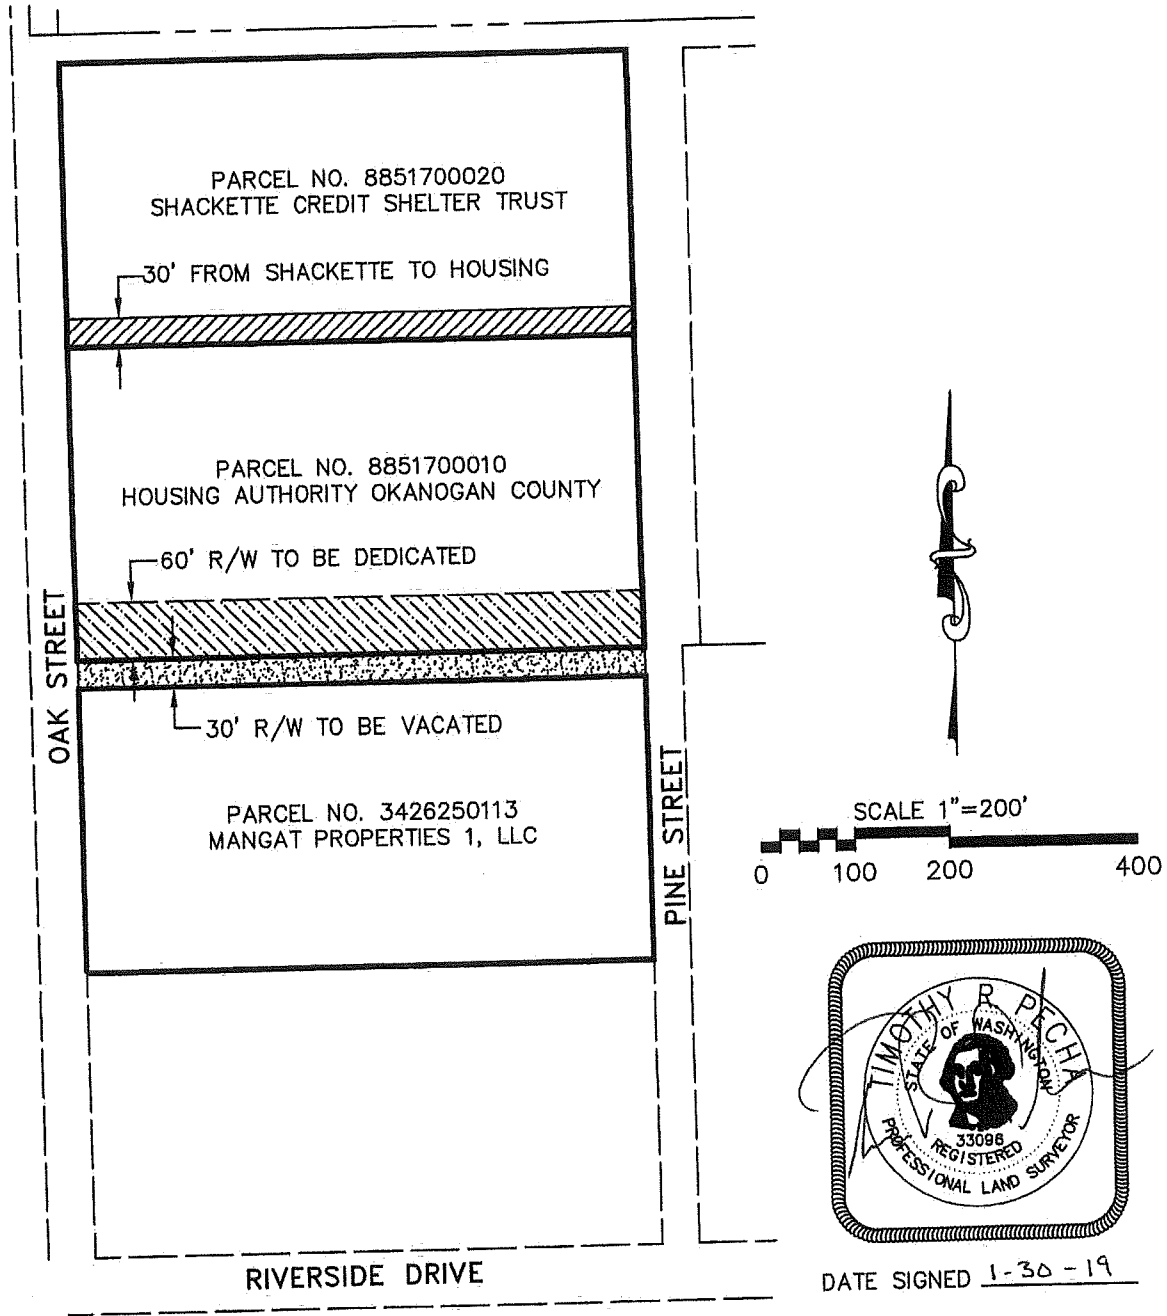 PARCEL NO. 8851700020
SHACKETTE CREDIT SHELTER TRUST
30' FROM SHACKETTE TO HOUSING
PARCEL NO. 8851700010
HOUSING AUTHORITY OKANOGAN COUNTY
60' R/W TO BE DEDICATED
OAK STREET
30' R/W TO BE VACATED
PARCEL NO. 3426250113
MANGAT PROPERTIES 1, LLC
PINE STREET
RIVERSIDE DRIVE
SCALE 1"=200'
0 100 200 400
TIMOTHY R. PECHA
STATE OF WASHINGTON
33096
REGISTERED
PROFESSIONAL LAND SURVEYOR
DATE SIGNED 1-30-19